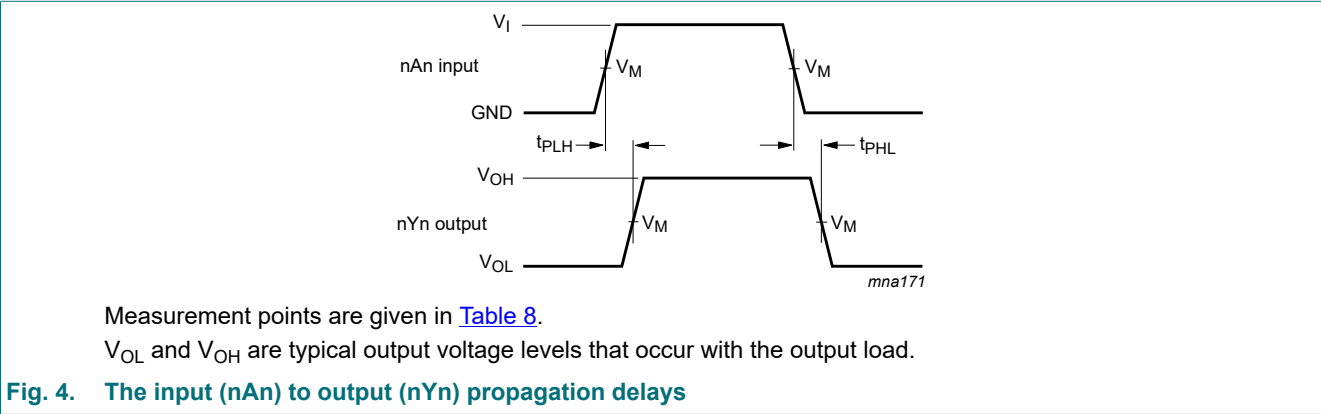 VI
nAn input
VM
VM
GND
tPLH
tPHL
VOH
nYn output
VM
VM
VOL
mna171
Measurement points are given in Table 8.
VOL and VOH are typical output voltage levels that occur with the output load.
Fig. 4. The input (nAn) to output (nYn) propagation delays